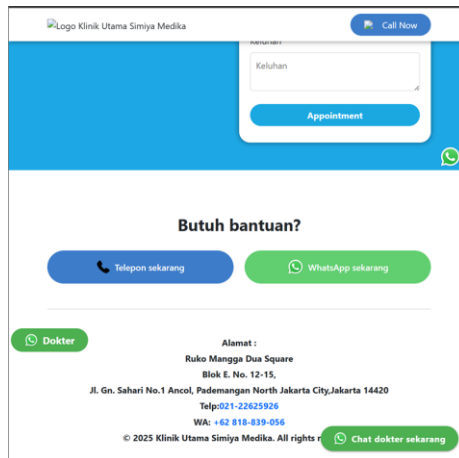 Logo Klinik Utama Simiya Medika
Call Now
Keluhan
Keluhan
Appointment
Butuh bantuan?
Telepon sekarang
WhatsApp sekarang
Dokter
Alamat :
Ruko Mangga Dua Square
Blok E. No. 12-15,
Jl. Gn. Sahari No.1 Ancol, Pademangan North Jakarta City,Jakarta 14420
Telp:021-22625926
WA: +62 818-839-056
© 2025 Klinik Utama Simiya Medika. All rights
Chat dokter sekarang